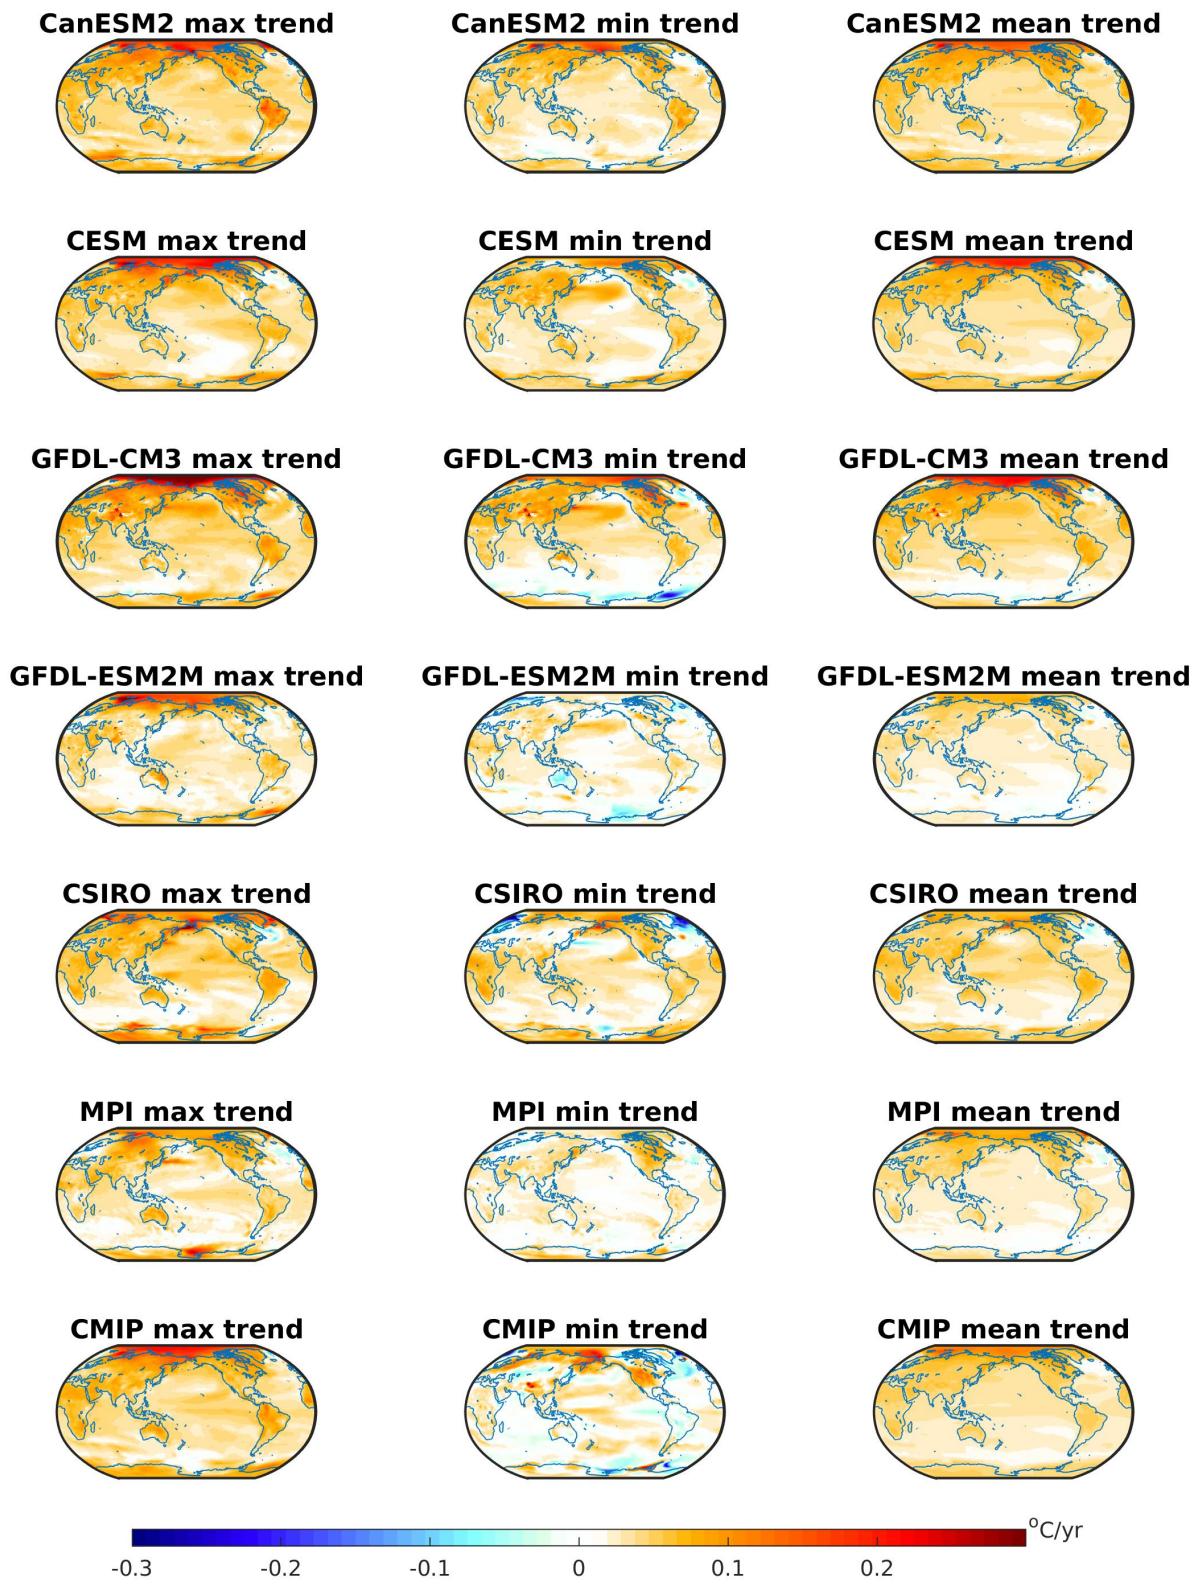 CanESM2 max trend
CanESM2 min trend
CanESM2 mean trend
CESM max trend
CESM min trend
CESM mean trend
GFDL-CM3 max trend
GFDL-CM3 min trend
GFDL-CM3 mean trend
GFDL-ESM2M max trend
GFDL-ESM2M min trend
GFDL-ESM2M mean trend
CSIRO max trend
CSIRO min trend
CSIRO mean trend
MPI max trend
MPI min trend
MPI mean trend
CMIP max trend
CMIP min trend
CMIP mean trend
°C/yr
-0.3 -0.2 -0.1 0 0.1 0.2